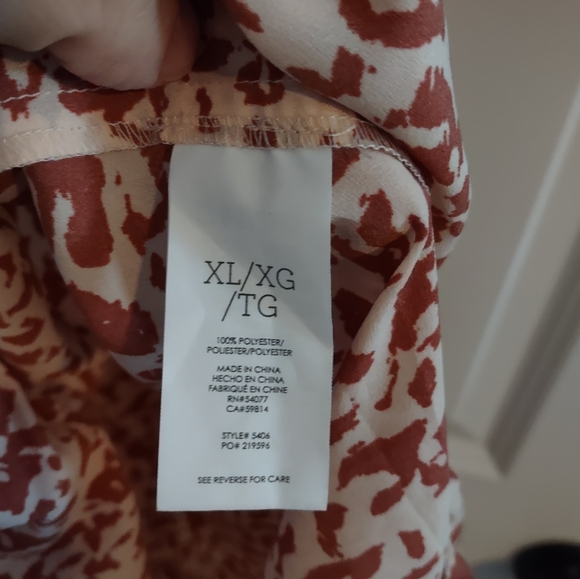 XL/XG
/TG
100% POLYESTER/
POLIESTER/POLYESTER
MADE IN CHINA
HECHO EN CHINA
FABRIQUÉ EN CHINE
RN#54077
CA#59814
STYLE# 5406
PO# 219596
SEE REVERSE FOR CARE